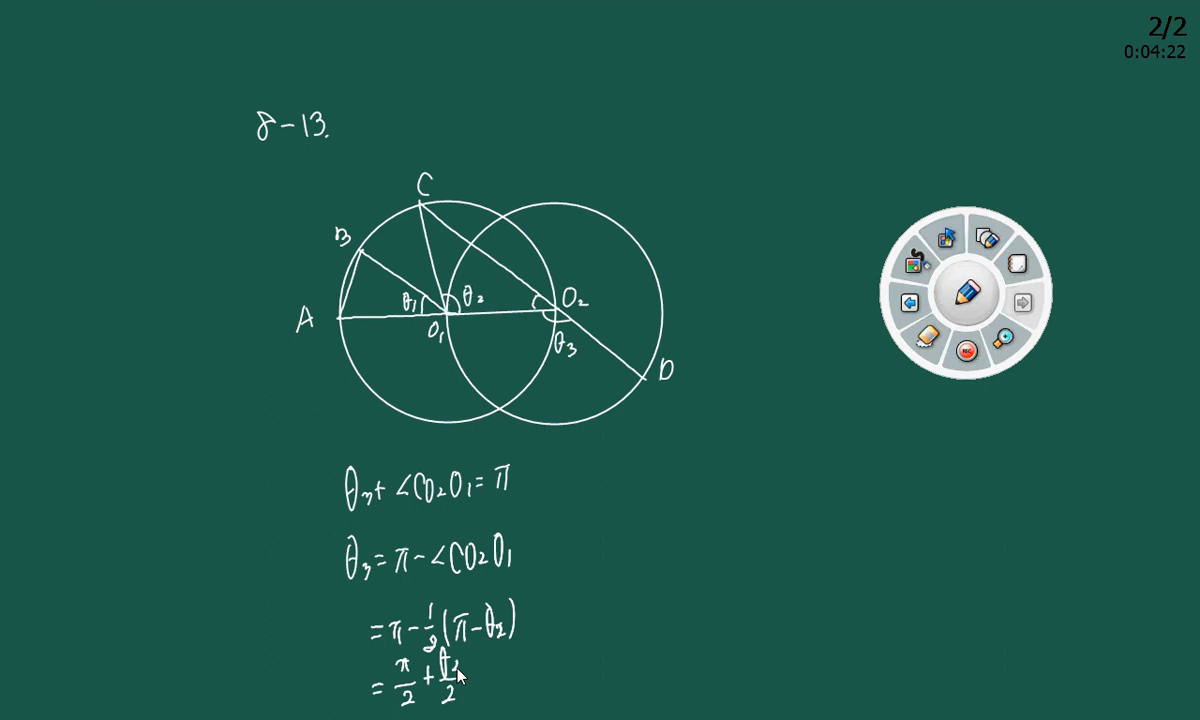 2/2
0:04:22
8-13.
C
B
A
θ₁
θ₂
O₁
O₂
θ₃
D
θ₃+∠CO₂O₁=π
θ₃=π-∠CO₂O₁
=π-1/2(π-θ₂)
=π/2+θ₂/2
REC